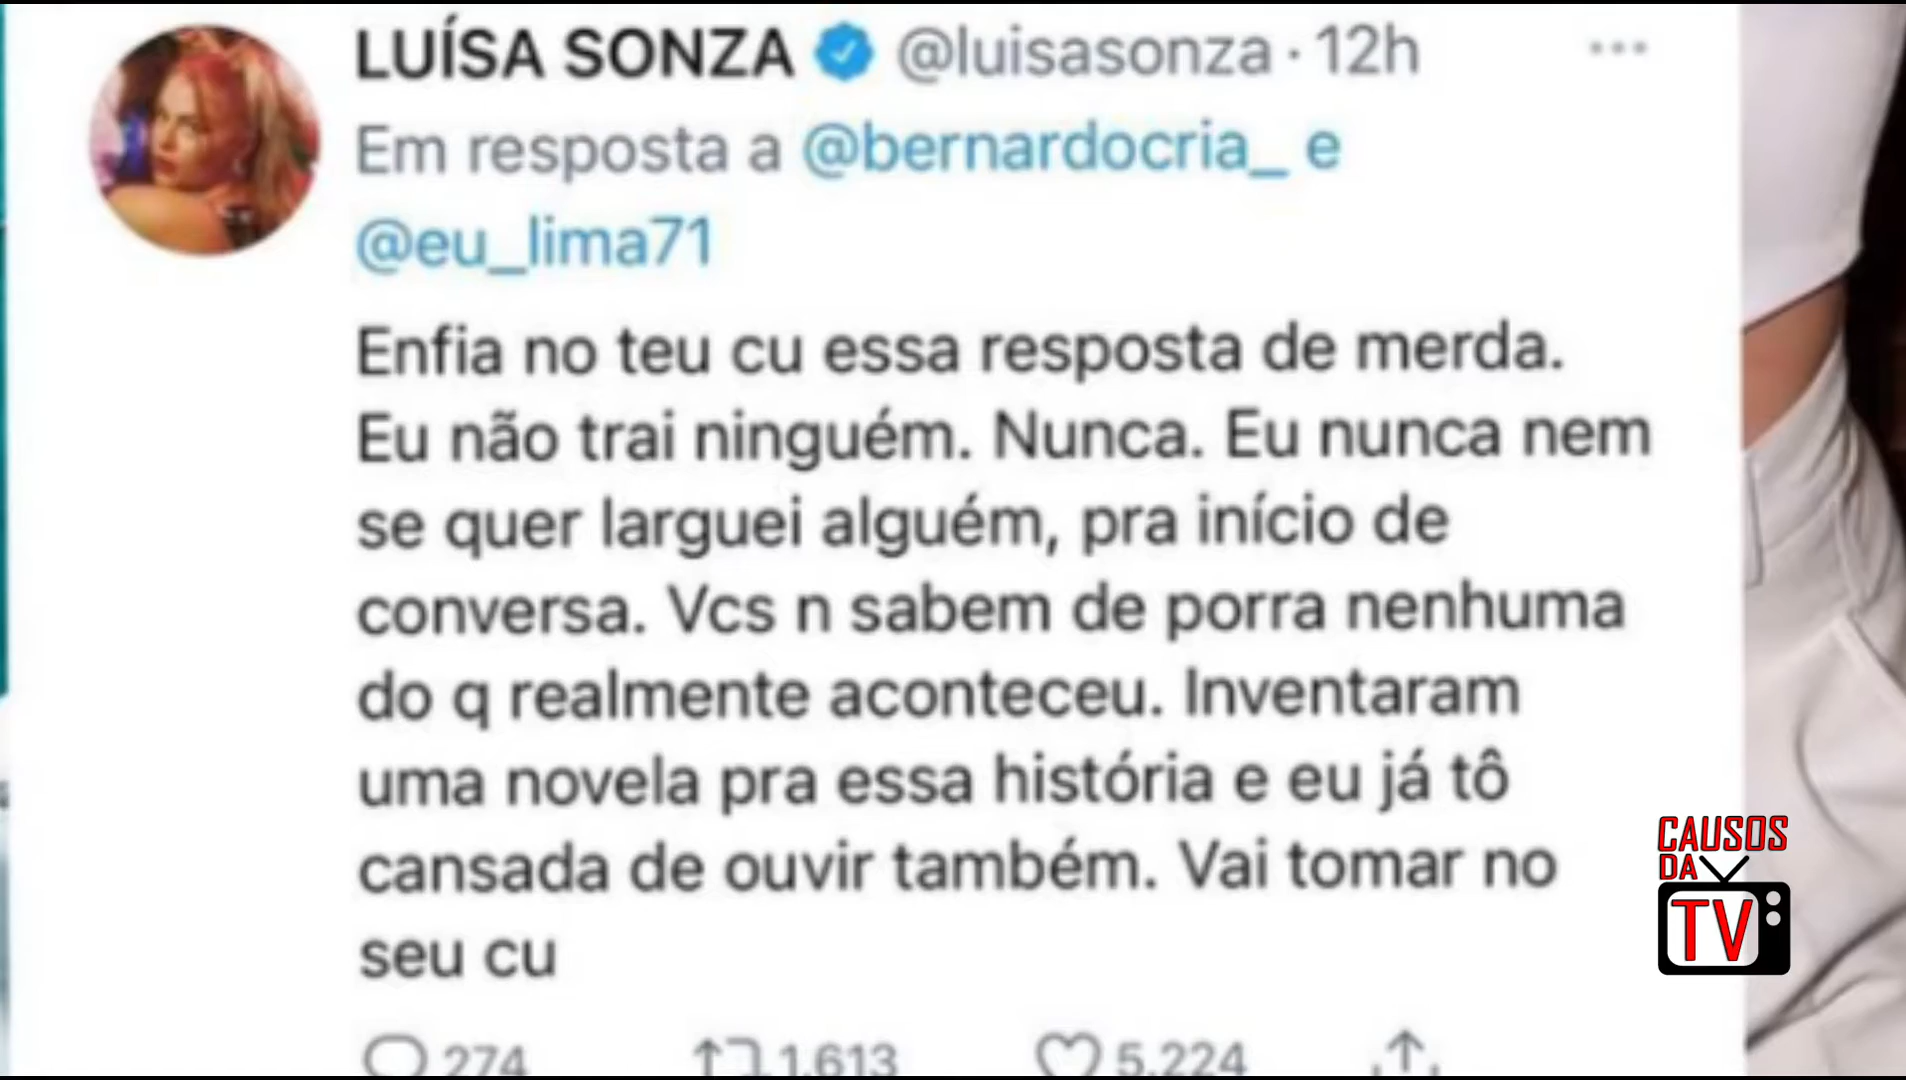 LUÍSA SONZA @luisasonza · 12h
Em resposta a @bernardocria_ e
@eu_lima71
Enfia no teu cu essa resposta de merda.
Eu não trai ninguém. Nunca. Eu nunca nem
se quer larguei alguém, pra início de
conversa. Vcs n sabem de porra nenhuma
do q realmente aconteceu. Inventaram
uma novela pra essa história e eu já tô
cansada de ouvir também. Vai tomar no
seu cu
274 1.613 5.224
CAUSOS
DA
TV